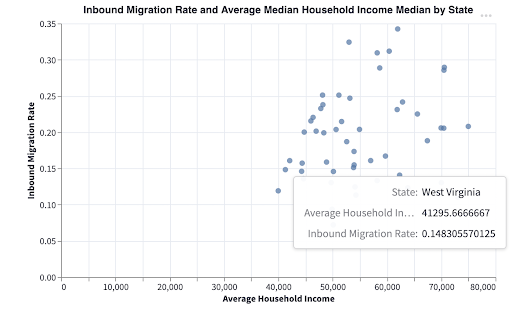 Inbound Migration Rate and Average Median Household Income Median by State
0.35
0.30
0.25
0.20
0.15
0.10
0.05
0.00
Inbound Migration Rate
State: West Virginia
Average Household In... 41295.6666667
Inbound Migration Rate: 0.148305570125
0 10,000 20,000 30,000 40,000 50,000 60,000 70,000 80,000
Average Household Income